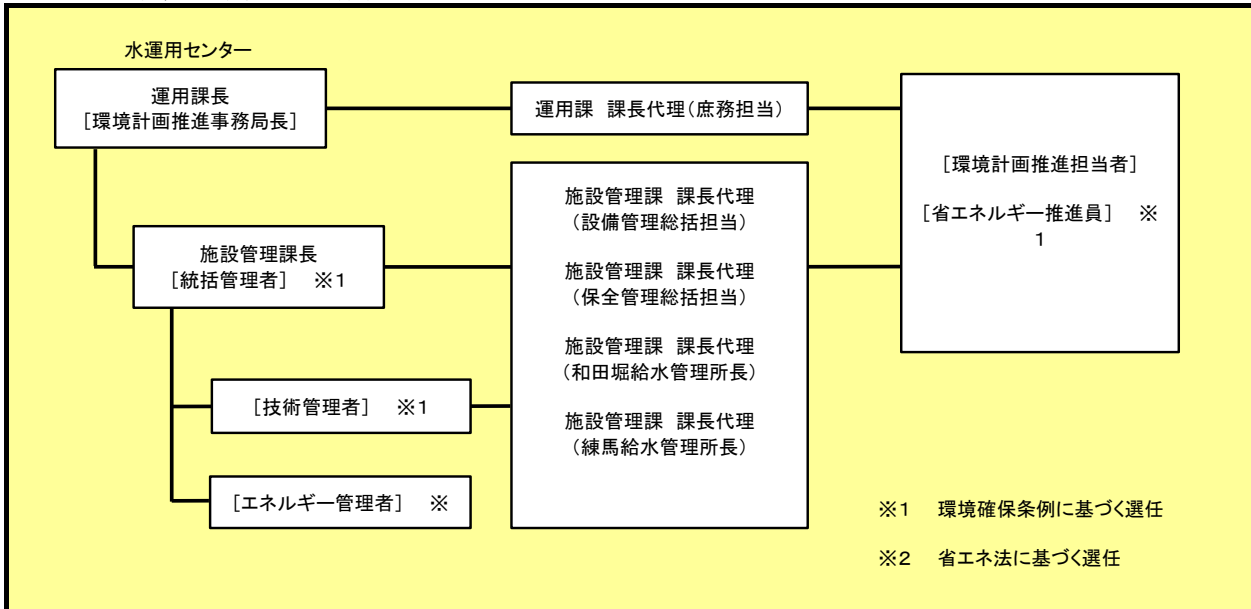 水運用センター
運用課長
[環境計画推進事務局長]
運用課 課長代理(庶務担当)
施設管理課長
[統括管理者] ※1
[技術管理者] ※1
[エネルギー管理者] ※
施設管理課 課長代理
(設備管理総括担当)
施設管理課 課長代理
(保全管理総括担当)
施設管理課 課長代理
(和田堀給水管理所長)
施設管理課 課長代理
(練馬給水管理所長)
[環境計画推進担当者]
[省エネルギー推進員] ※
1
※1 環境確保条例に基づく選任
※2 省エネ法に基づく選任